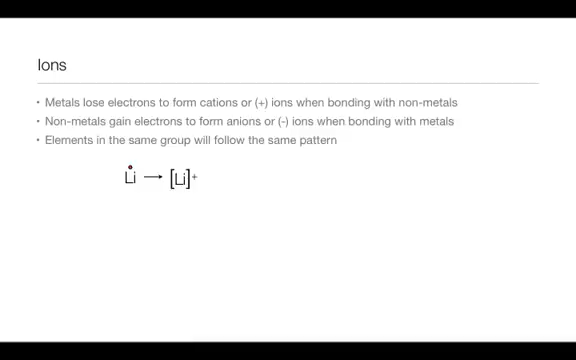 Ions
• Metals lose electrons to form cations or (+) ions when bonding with non-metals
• Non-metals gain electrons to form anions or (-) ions when bonding with metals
• Elements in the same group will follow the same pattern
Li → [Li]+